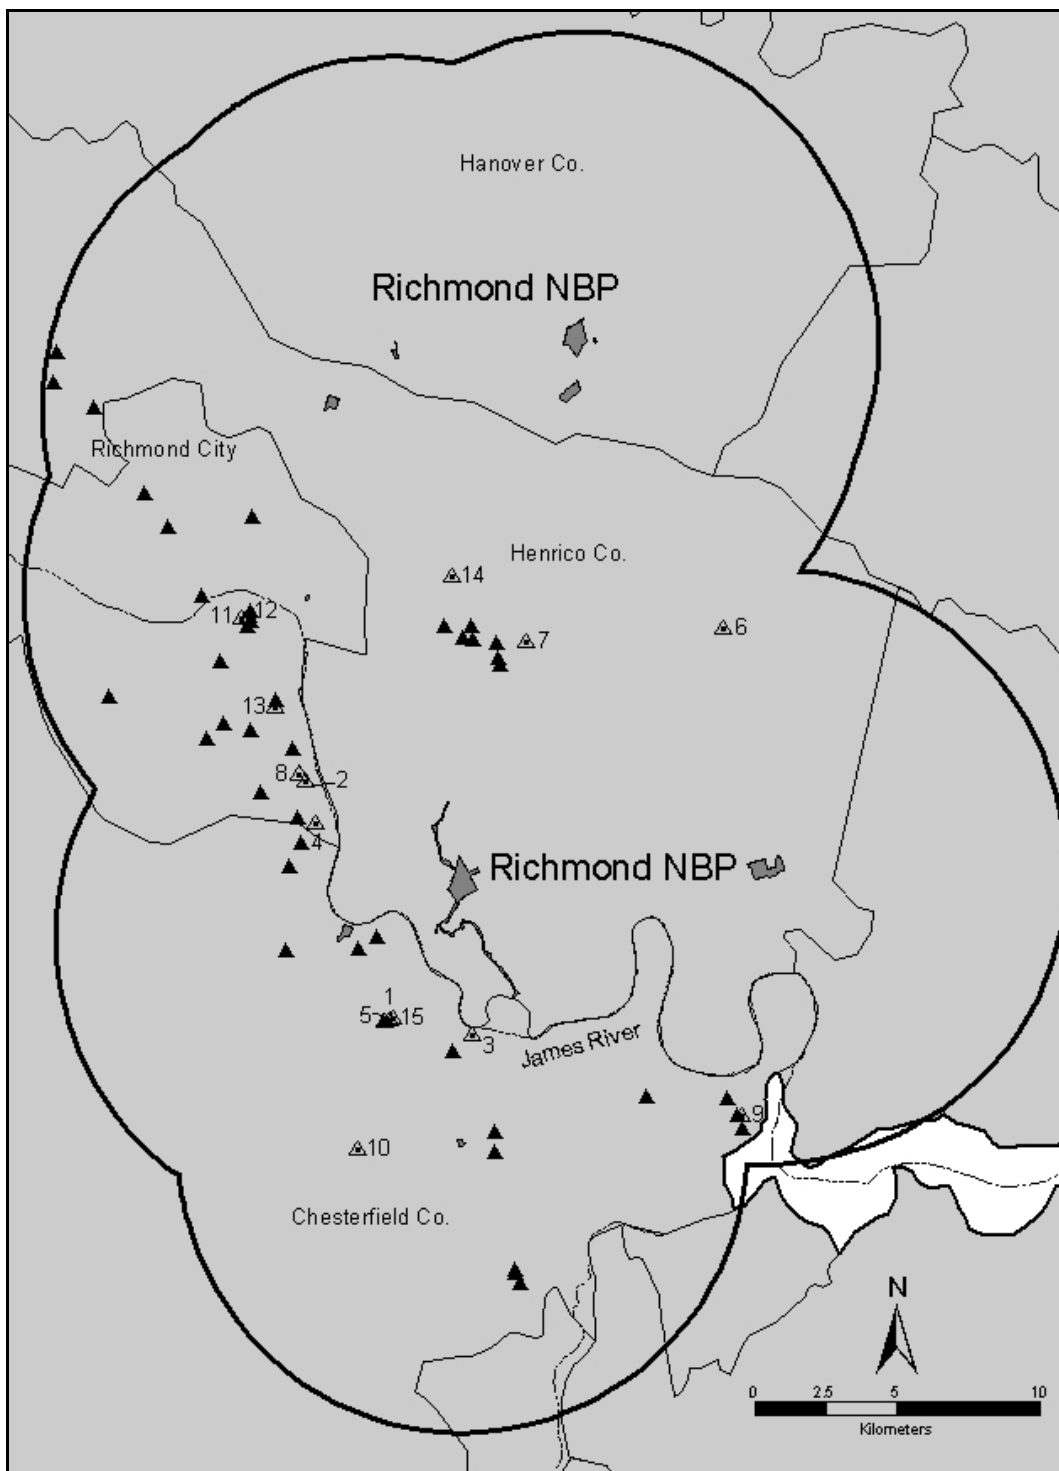 Hanover Co.
Richmond NBP
Richmond City
Henrico Co.
14
11
12
7
6
13
8
2
4
Richmond NBP
1
5
15
3
James River
9
10
Chesterfield Co.
N
0 2.5 5 10
Kilometers